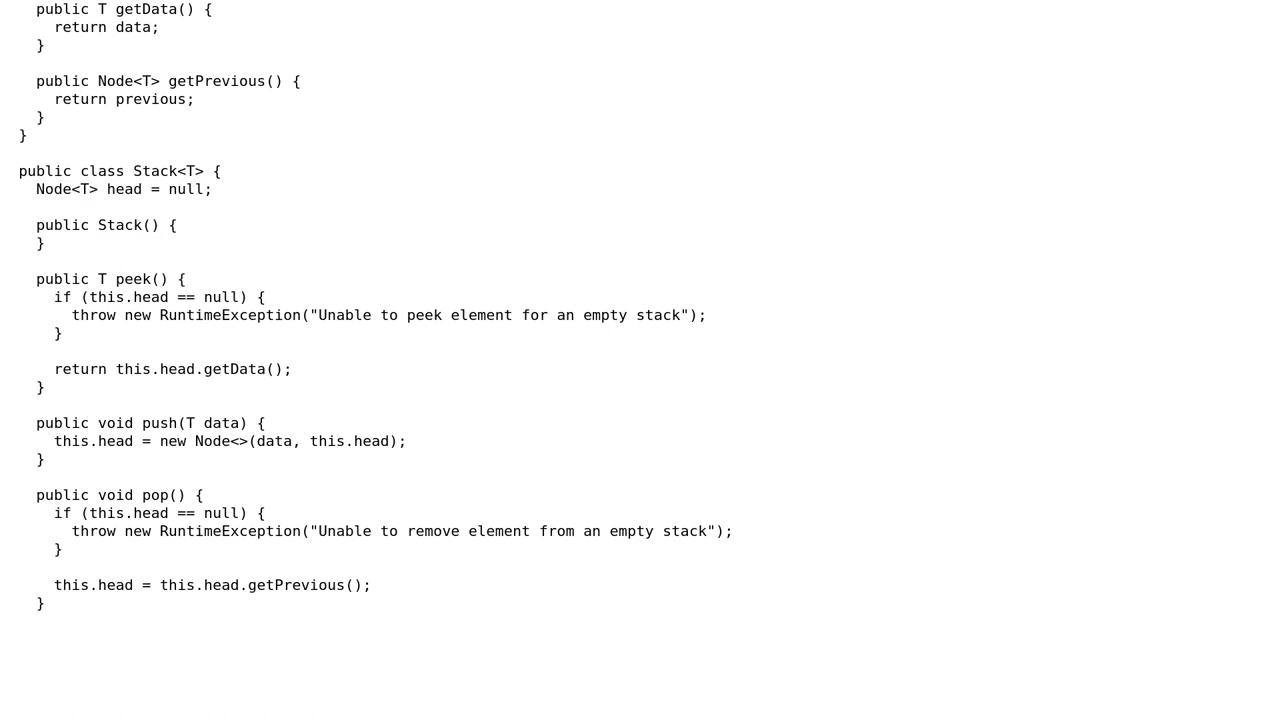 public T getData() {
return data;
}
public Node<T> getPrevious() {
return previous;
}
}
public class Stack<T> {
Node<T> head = null;
public Stack() {
}
public T peek() {
if (this.head == null) {
throw new RuntimeException("Unable to peek element for an empty stack");
}
return this.head.getData();
}
public void push(T data) {
this.head = new Node<>(data, this.head);
}
public void pop() {
if (this.head == null) {
throw new RuntimeException("Unable to remove element from an empty stack");
}
this.head = this.head.getPrevious();
}